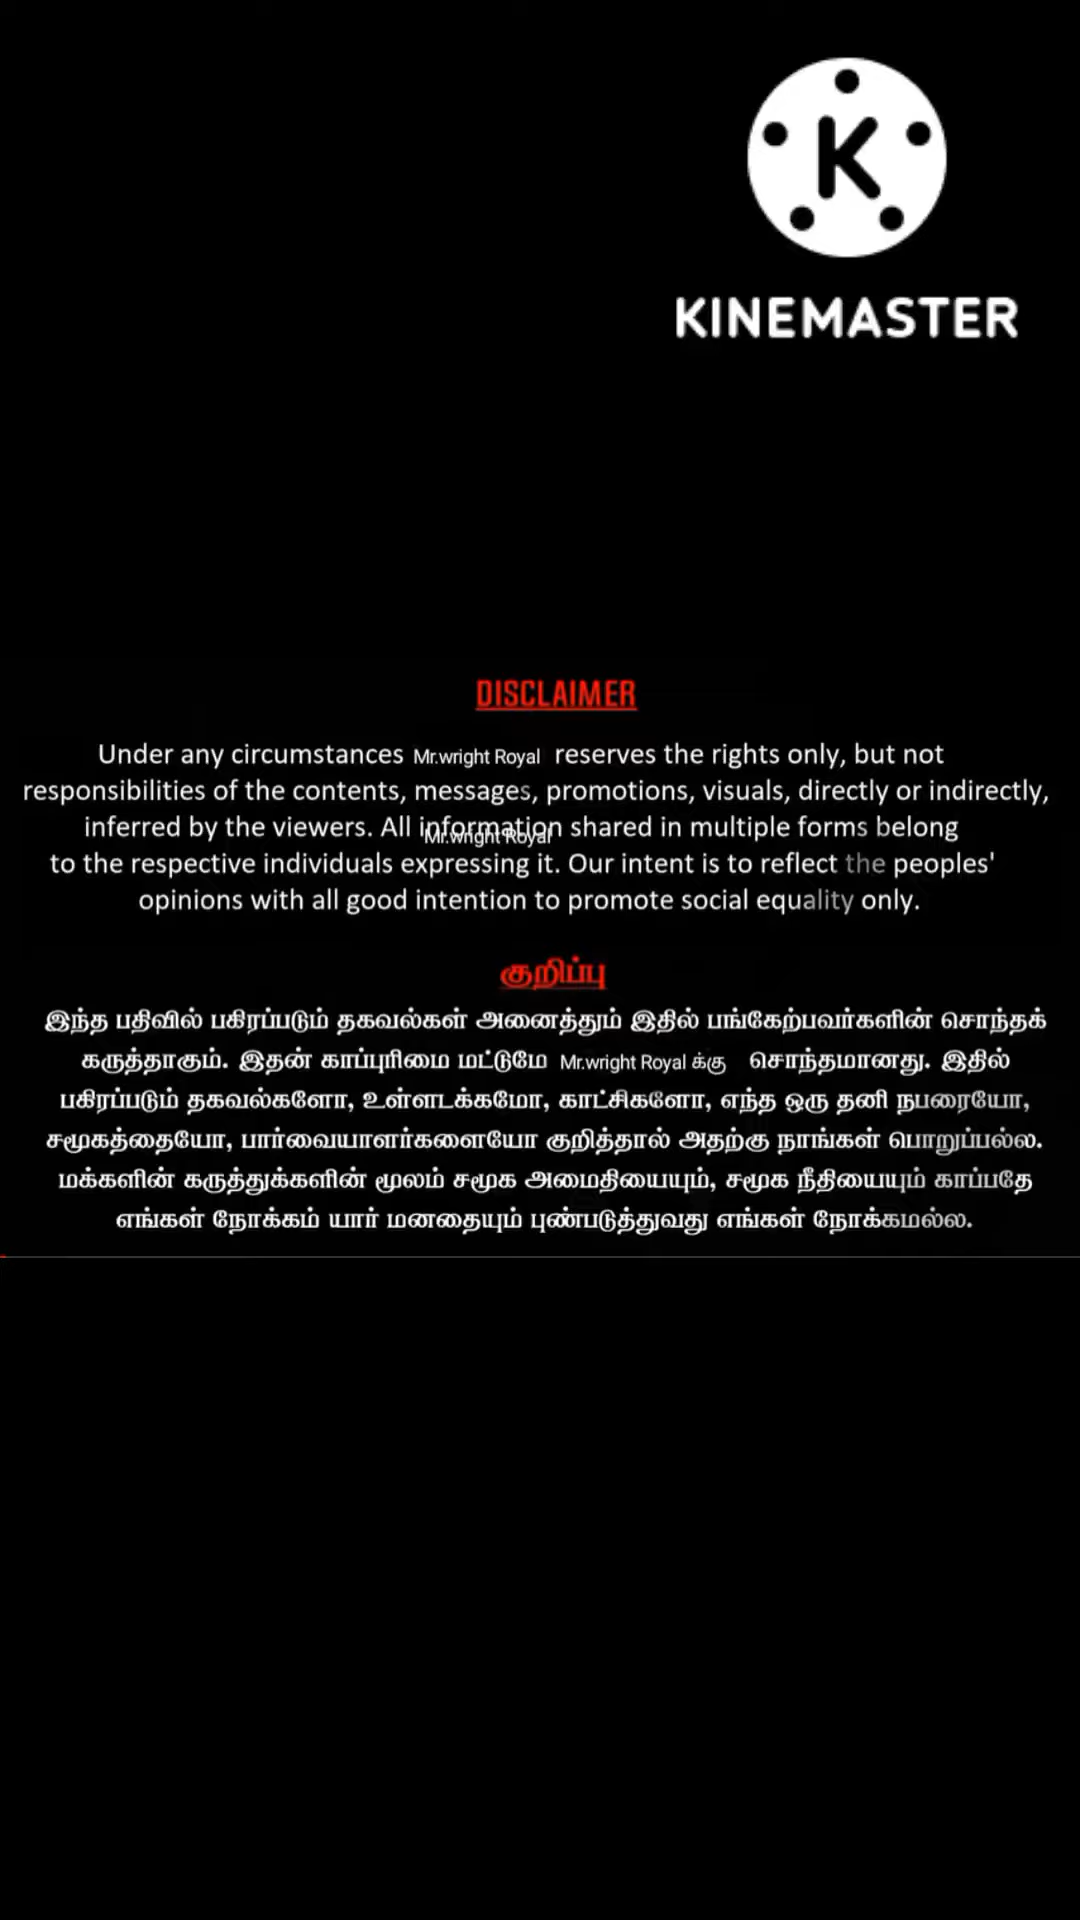 KINEMASTER
DISCLAIMER
Under any circumstances Mr.wright Royal reserves the rights only, but not
responsibilities of the contents, messages, promotions, visuals, directly or indirectly,
inferred by the viewers. All information shared in multiple forms belong
Mr.wright Royal
to the respective individuals expressing it. Our intent is to reflect the peoples'
opinions with all good intention to promote social equality only.
குறிப்பு
இந்த பதிவில் பகிரப்படும் தகவல்கள் அனைத்தும் இதில் பங்கேற்பவர்களின் சொந்தக்
கருத்தாகும். இதன் காப்புரிமை மட்டுமே Mr.wright Royal க்கு சொந்தமானது. இதில்
பகிரப்படும் தகவல்களோ, உள்ளடக்கமோ, காட்சிகளோ, எந்த ஒரு தனி நபரையோ,
சமூகத்தையோ, பார்வையாளர்களையோ குறித்தால் அதற்கு நாங்கள் பொறுப்பல்ல.
மக்களின் கருத்துக்களின் மூலம் சமூக அமைதியையும், சமூக நீதியையும் காப்பதே
எங்கள் நோக்கம் யார் மனதையும் புண்படுத்துவது எங்கள் நோக்கமல்ல.